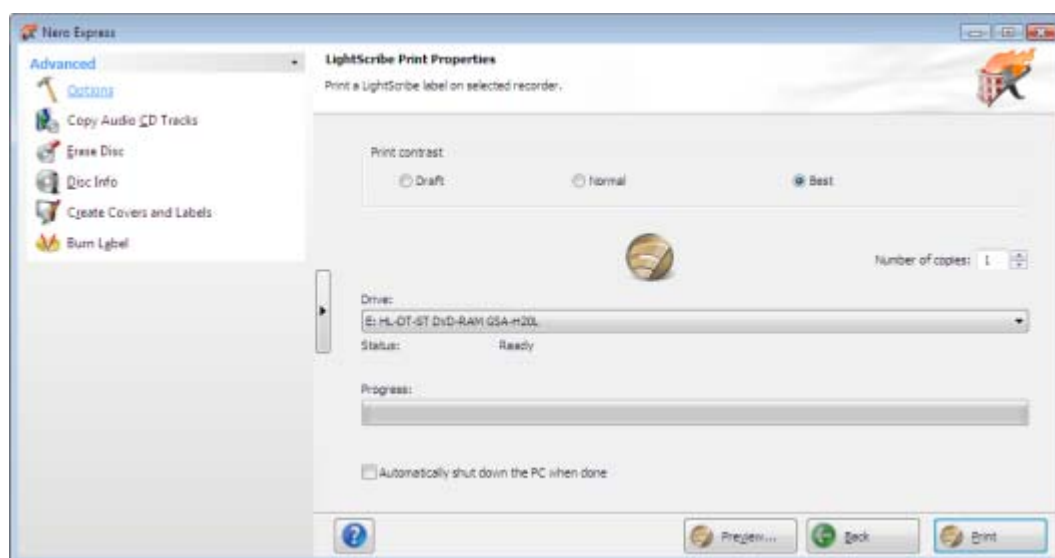 Nero Express
Advanced
Options
Copy Audio CD Tracks
Erase Disc
Disc Info
Create Covers and Labels
Burn Label
LightScribe Print Properties
Print a LightScribe label on selected recorder.
Print contrast
Draft Normal Best
Number of copies: 1
Drive:
E: HL-DT-ST DVD-RAM GSA-H20L
Status: Ready
Progress:
Automatically shut down the PC when done
Preview... Back Print